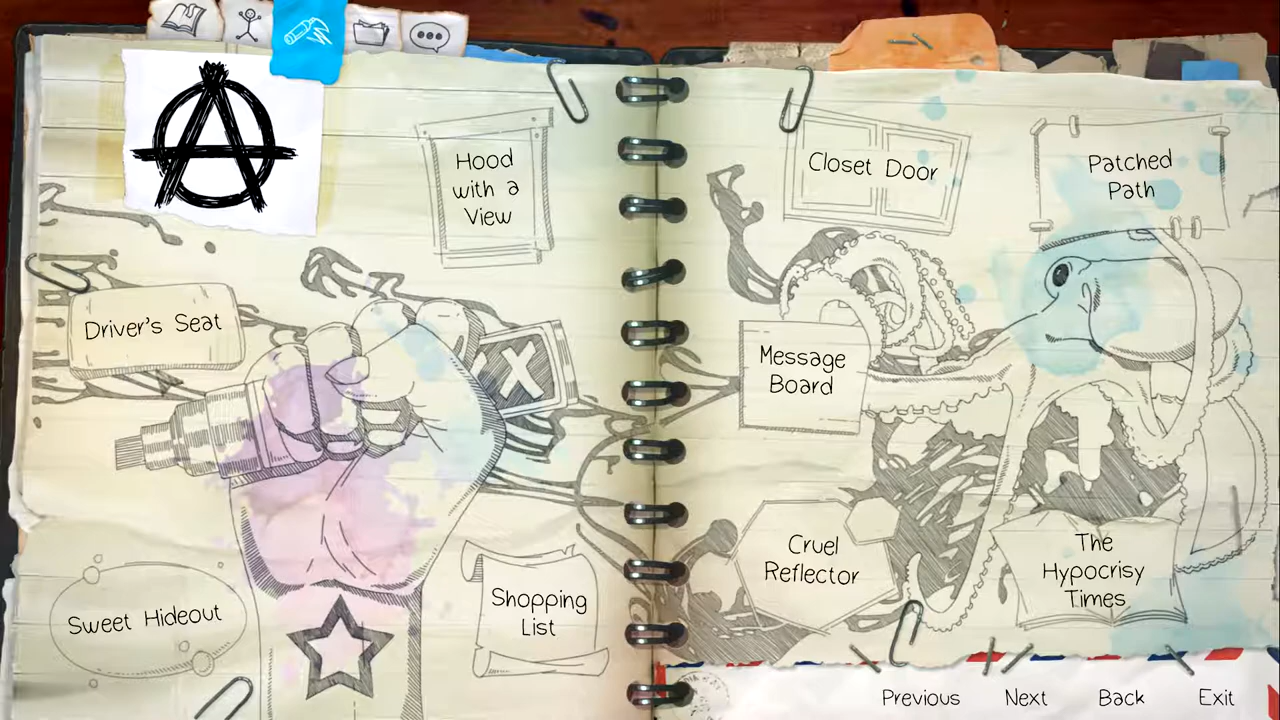 Hood
with a
View
Closet Door
Patched
Path
Driver's Seat
Message
Board
Sweet Hideout
Shopping
List
Cruel
Reflector
The
Hypocrisy
Times
Previous
Next
Back
Exit